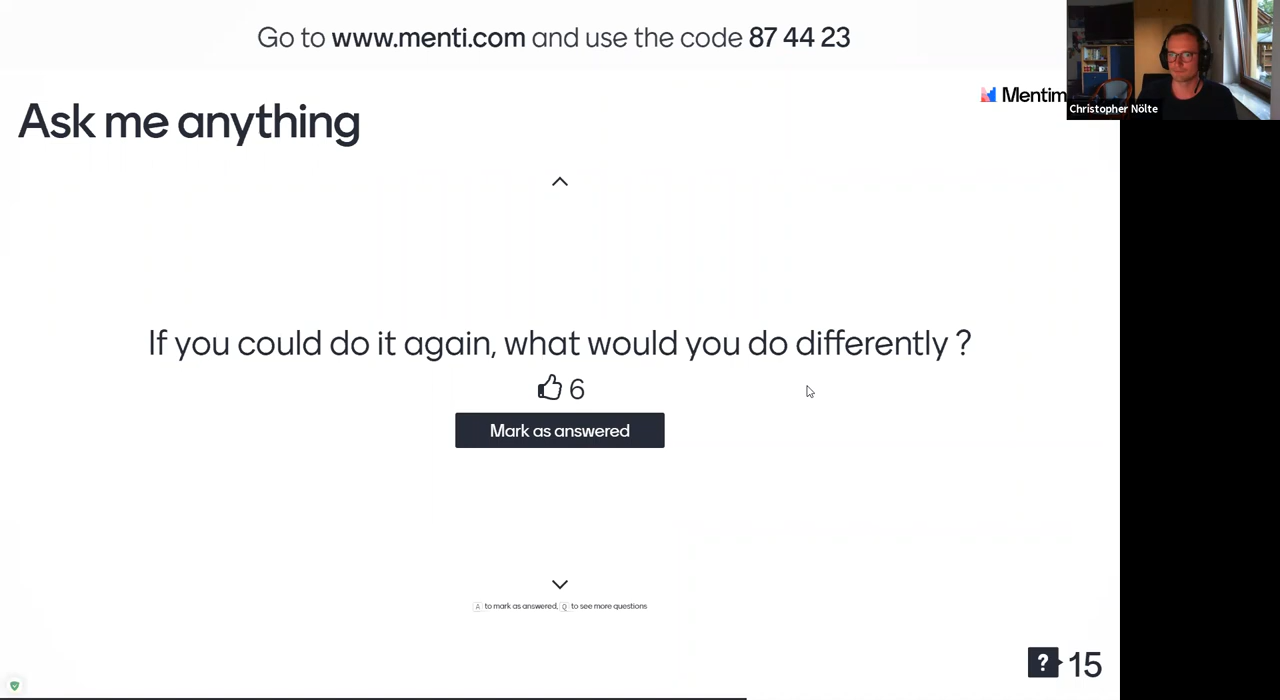 Go to www.menti.com and use the code 87 44 23
Ask me anything
Mentim
Christopher Nölte
If you could do it again, what would you do differently ?
6
Mark as answered
A to mark as answered, Q to see more questions
? 15